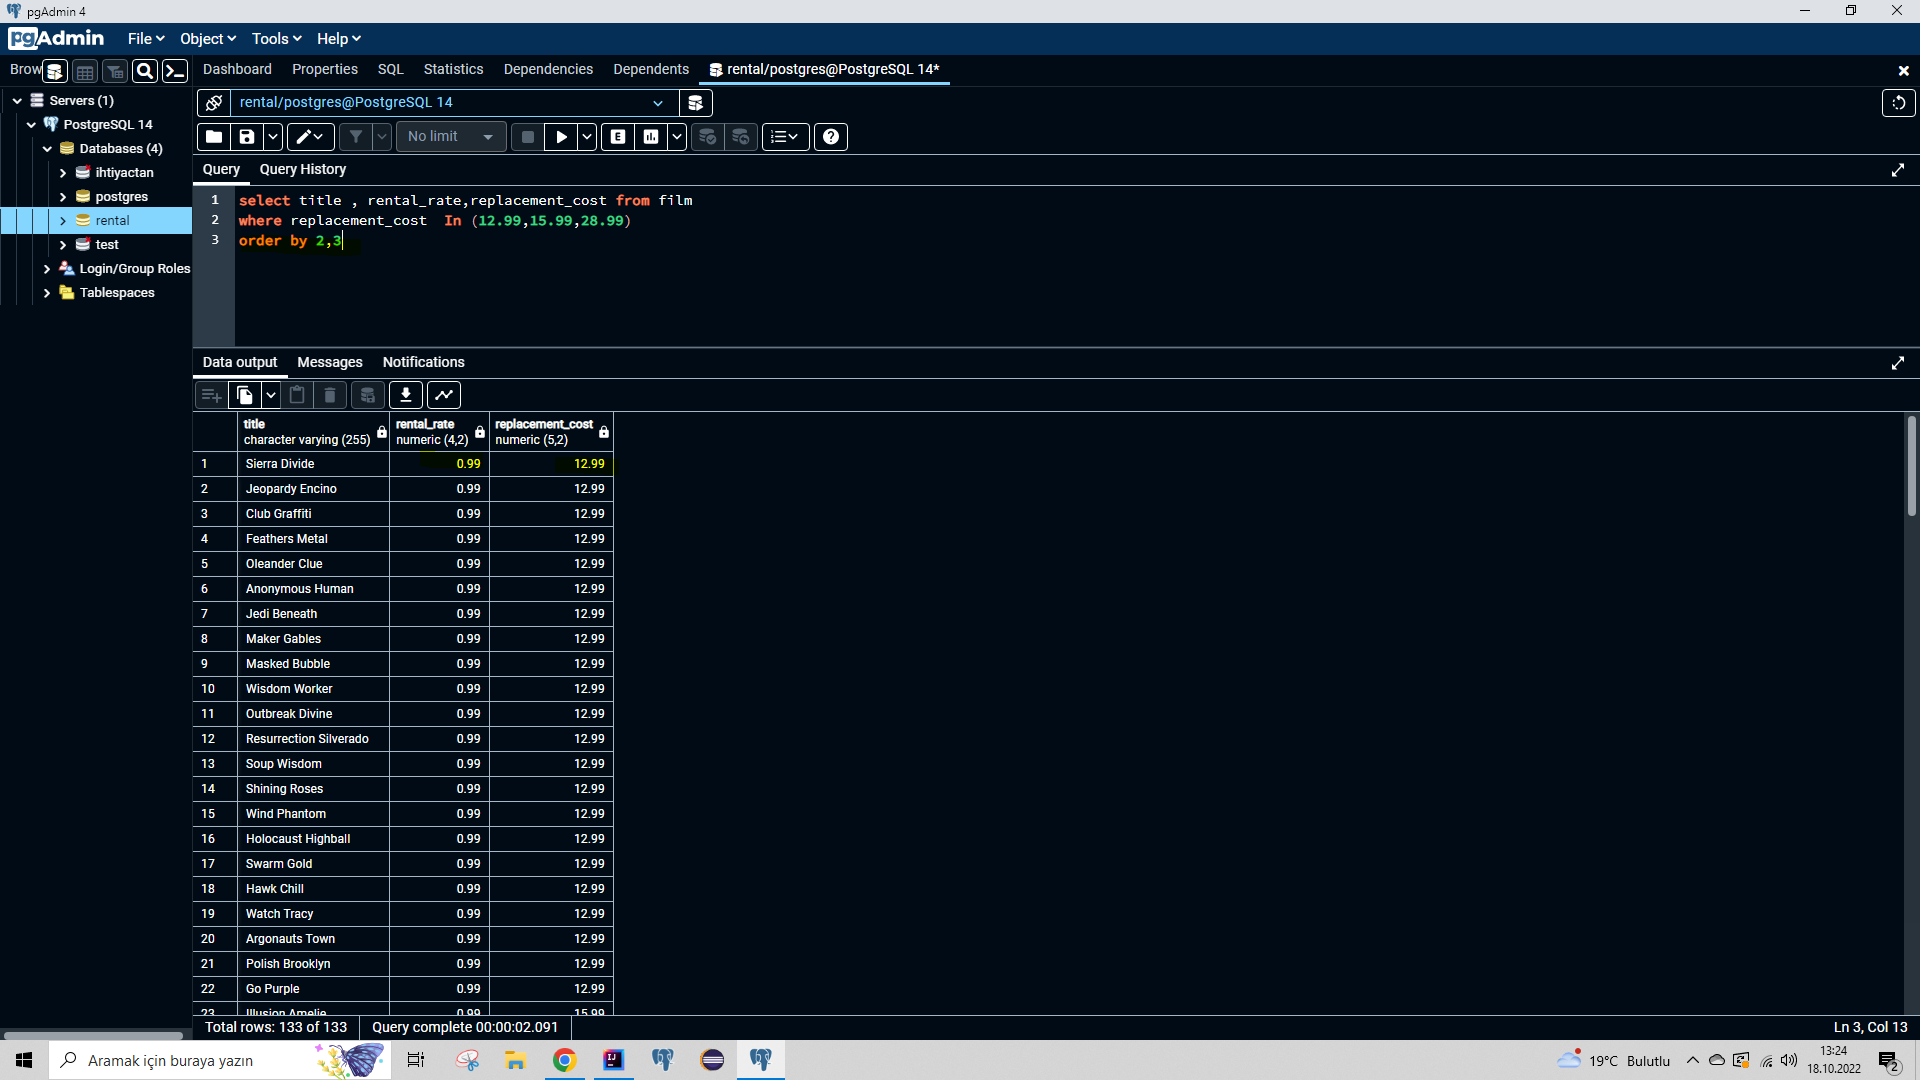 pgAdmin 4
pgAdmin File Object Tools Help
Brow
Dashboard Properties SQL Statistics Dependencies Dependents rental/postgres@PostgreSQL 14*
Servers (1)
PostgreSQL 14
Databases (4)
ihtiyactan
postgres
rental
test
Login/Group Roles
Tablespaces
rental/postgres@PostgreSQL 14
No limit E
Query Query History
1 select title , rental_rate,replacement_cost from film
2 where replacement_cost  In (12.99,15.99,28.99)
3 order by 2,3
Data output Messages Notifications
title rental_rate replacement_cost
character varying (255) numeric (4,2) numeric (5,2)
1 Sierra Divide 0.99 12.99
2 Jeopardy Encino 0.99 12.99
3 Club Graffiti 0.99 12.99
4 Feathers Metal 0.99 12.99
5 Oleander Clue 0.99 12.99
6 Anonymous Human 0.99 12.99
7 Jedi Beneath 0.99 12.99
8 Maker Gables 0.99 12.99
9 Masked Bubble 0.99 12.99
10 Wisdom Worker 0.99 12.99
11 Outbreak Divine 0.99 12.99
12 Resurrection Silverado 0.99 12.99
13 Soup Wisdom 0.99 12.99
14 Shining Roses 0.99 12.99
15 Wind Phantom 0.99 12.99
16 Holocaust Highball 0.99 12.99
17 Swarm Gold 0.99 12.99
18 Hawk Chill 0.99 12.99
19 Watch Tracy 0.99 12.99
20 Argonauts Town 0.99 12.99
21 Polish Brooklyn 0.99 12.99
22 Go Purple 0.99 12.99
23 Illusion Amelie 0.99 15.99
Total rows: 133 of 133 Query complete 00:00:02.091 Ln 3, Col 13
Aramak için buraya yazın
IJ
19°C Bulutlu
13:24
18.10.2022
2